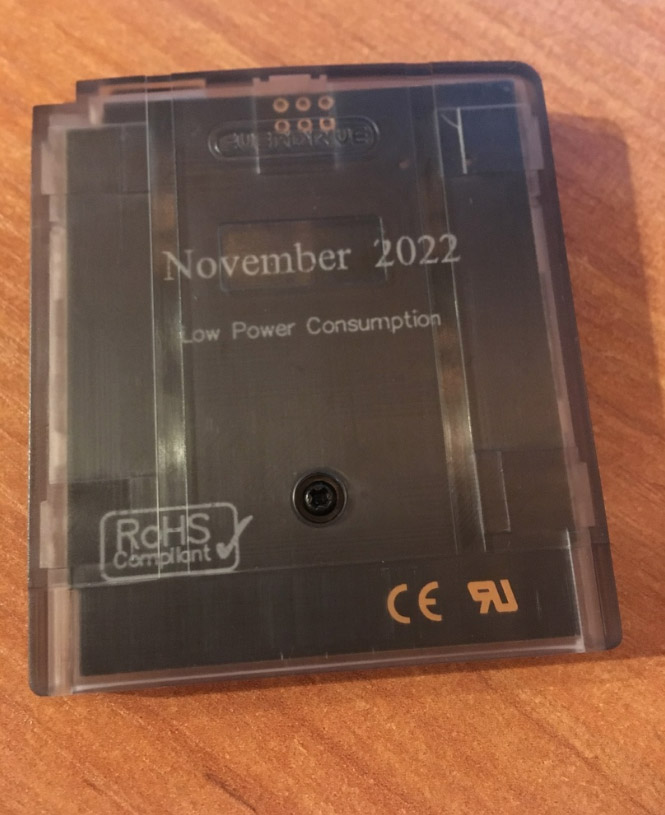 November 2022
Low Power Consumption
RoHS
Compliant
CE